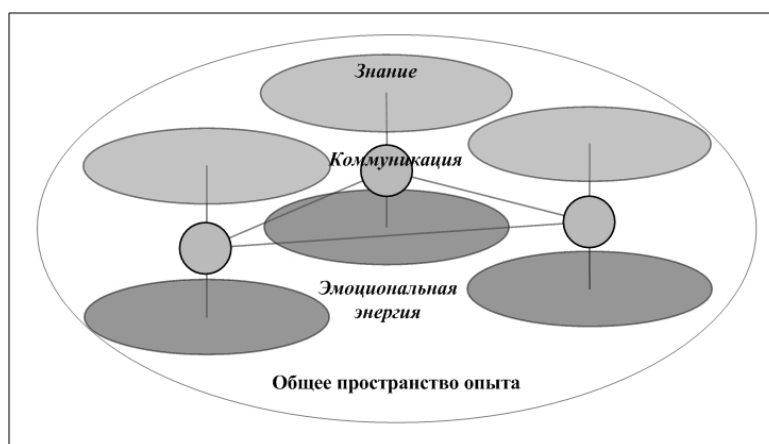 Знание
Коммуникация
Эмоциональная
энергия
Общее пространство опыта